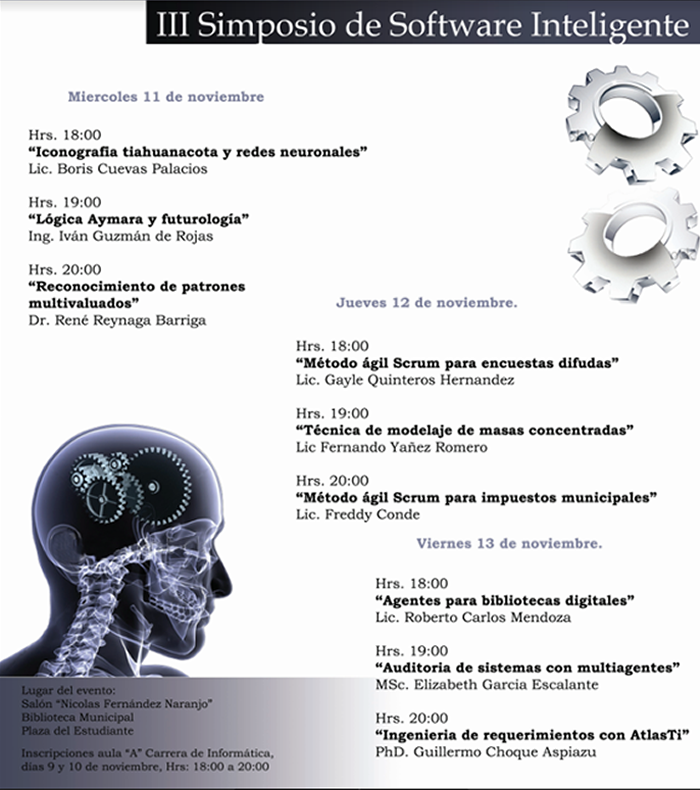 III Simposio de Software Inteligente
Miercoles 11 de noviembre
Hrs. 18:00
“Iconografia tiahuanacota y redes neuronales”
Lic. Boris Cuevas Palacios
Hrs. 19:00
“Lógica Aymara y futurología”
Ing. Iván Guzmán de Rojas
Hrs. 20:00
“Reconocimiento de patrones
multivaluados”
Dr. René Reynaga Barriga
Jueves 12 de noviembre.
Hrs. 18:00
“Método ágil Scrum para encuestas difudas”
Lic. Gayle Quinteros Hernandez
Hrs. 19:00
“Técnica de modelaje de masas concentradas”
Lic Fernando Yañez Romero
Hrs. 20:00
“Método ágil Scrum para impuestos municipales”
Lic. Freddy Conde
Viernes 13 de noviembre.
Hrs. 18:00
“Agentes para bibliotecas digitales”
Lic. Roberto Carlos Mendoza
Hrs. 19:00
“Auditoria de sistemas con multiagentes”
MSc. Elizabeth Garcia Escalante
Hrs. 20:00
“Ingenieria de requerimientos con AtlasTi”
PhD. Guillermo Choque Aspiazu
Lugar del evento:
Salón “Nicolas Fernández Naranjo”
Biblioteca Municipal
Plaza del Estudiante
Inscripciones aula “A” Carrera de Informática,
días 9 y 10 de noviembre, Hrs: 18:00 a 20:00